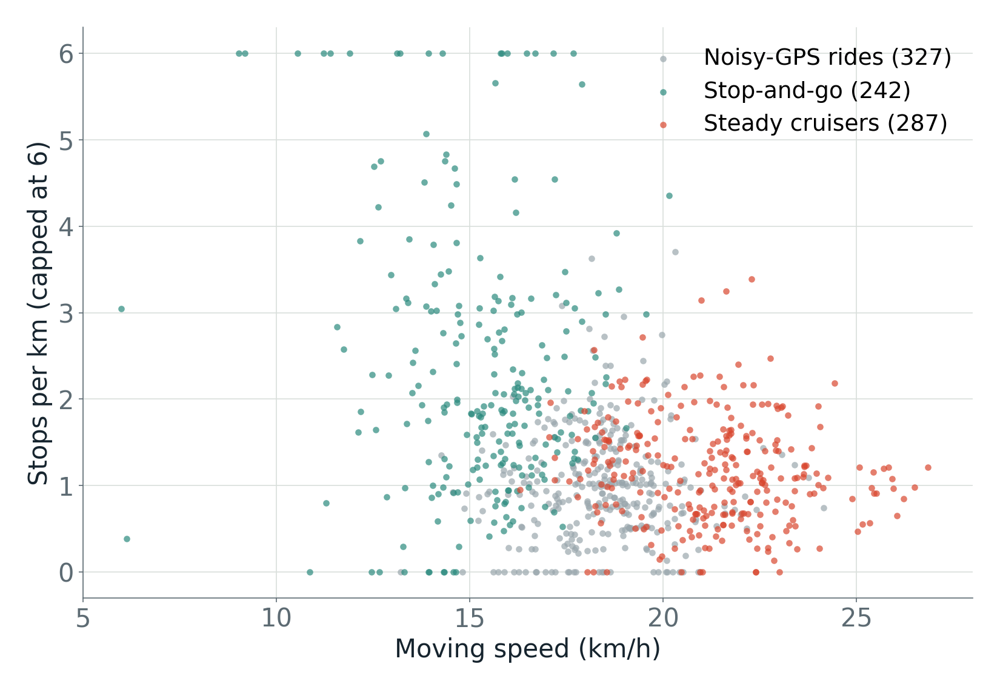 Noisy-GPS rides (327)
Stop-and-go (242)
Steady cruisers (287)
6
5
4
3
2
1
0
Stops per km (capped at 6)
5
10
15
20
25
Moving speed (km/h)